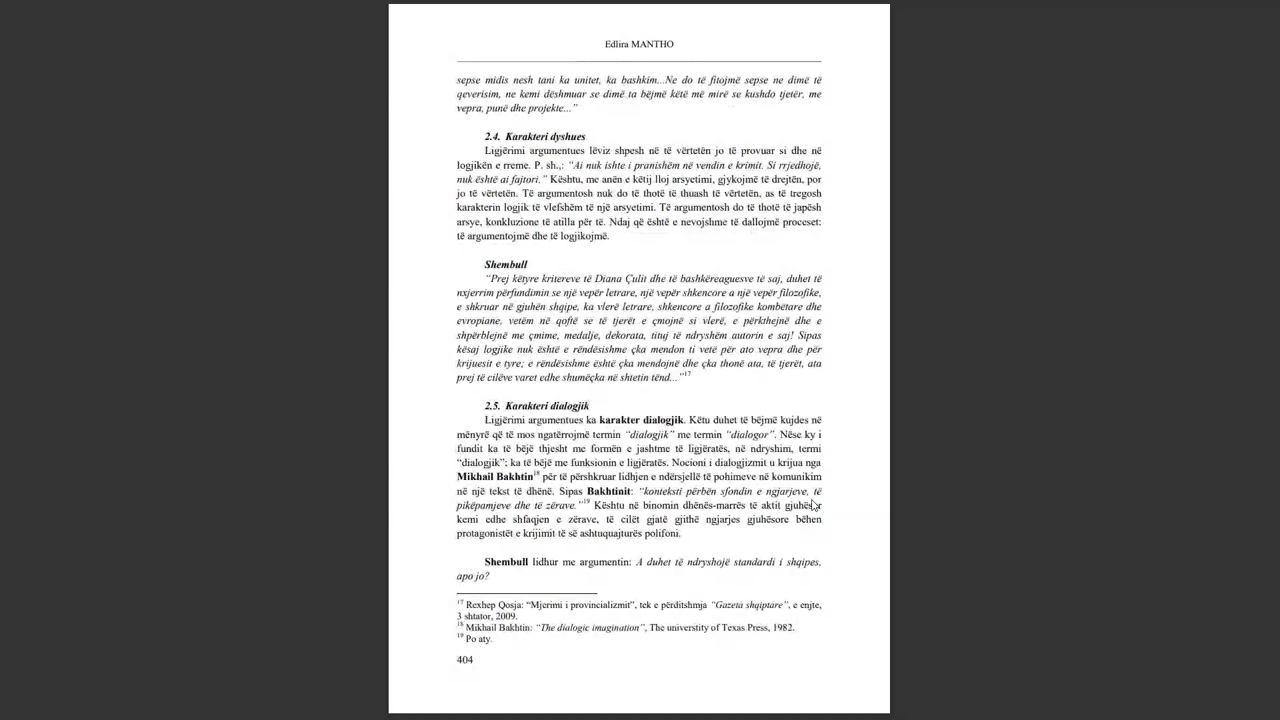 Edlira MANTHO
sepse midis nesh tani ka unitet, ka bashkim...Ne do të fitojmë sepse ne dimë të
qeverisim, ne kemi dëshmuar se dimë ta bëjmë këtë më mirë se kushdo tjetër, me
vepra, punë dhe projekte...”
2.4. Karakteri dyshues
Ligjërimi argumentues lëviz shpesh në të vërtetën jo të provuar si dhe në
logjikën e rreme. P. sh.,: “Ai nuk ishte i pranishëm në vendin e krimit. Si rrjedhojë,
nuk është ai fajtori.” Kështu, me anën e këtij lloj arsyetimi, gjykojmë të drejtën, por
jo të vërtetën. Të argumentosh nuk do të thotë të thuash të vërtetën, as të tregosh
karakterin logjik të vlefshëm të një arsyetimi. Të argumentosh do të thotë të japësh
arsye, konkluzione të atilla për të. Ndaj që është e nevojshme të dallojmë proceset:
të argumentojmë dhe të logjikojmë.
Shembull
“Prej këtyre kritereve të Diana Çulit dhe të bashkëreaguesve të saj, duhet të
nxjerrim përfundimin se një vepër letrare, një vepër shkencore a një vepër filozofike,
e shkruar në gjuhën shqipe, ka vlerë letrare, shkencore a filozofike kombëtare dhe
evropiane, vetëm në qoftë se të tjerët e çmojnë si vlerë, e përkthejnë dhe e
shpërblejnë me çmime, medalje, dekorata, tituj të ndryshëm autorin e saj! Sipas
kësaj logjike nuk është e rëndësishme çka mendon ti vetë për ato vepra dhe për
krijuesit e tyre; e rëndësishme është çka mendojnë dhe çka thonë ata, të tjerët, ata
prej të cilëve varet edhe shumëçka në shtetin tënd...”17
2.5. Karakteri dialogjik
Ligjërimi argumentues ka karakter dialogjik. Këtu duhet të bëjmë kujdes në
mënyrë që të mos ngatërrojmë termin “dialogjik” me termin “dialogor”. Nëse ky i
fundit ka të bëjë thjesht me formën e jashtme të ligjëratës, në ndryshim, termi
“dialogjik”; ka të bëjë me funksionin e ligjëratës. Nocioni i dialogjizmit u krijua nga
Mikhail Bakhtin18 për të përshkruar lidhjen e ndërsjellë të pohimeve në komunikim
në një tekst të dhënë. Sipas Bakhtinit: “konteksti përbën sfondin e ngjarjeve, të
pikëpamjeve dhe të zërave.”19 Kështu në binomin dhënës-marrës të aktit gjuhësor
kemi edhe shfaqjen e zërave, të cilët gjatë gjithë ngjarjes gjuhësore bëhen
protagonistët e krijimit të së ashtuquajturës polifoni.
Shembull lidhur me argumentin: A duhet të ndryshojë standardi i shqipes,
apo jo?
17 Rexhep Qosja: “Mjerimi i provincializmit”, tek e përditshmja “Gazeta shqiptare”, e enjte,
3 shtator, 2009.
18 Mikhail Bakhtin: “The dialogic imagination”, The universtity of Texas Press, 1982.
19 Po aty.
404